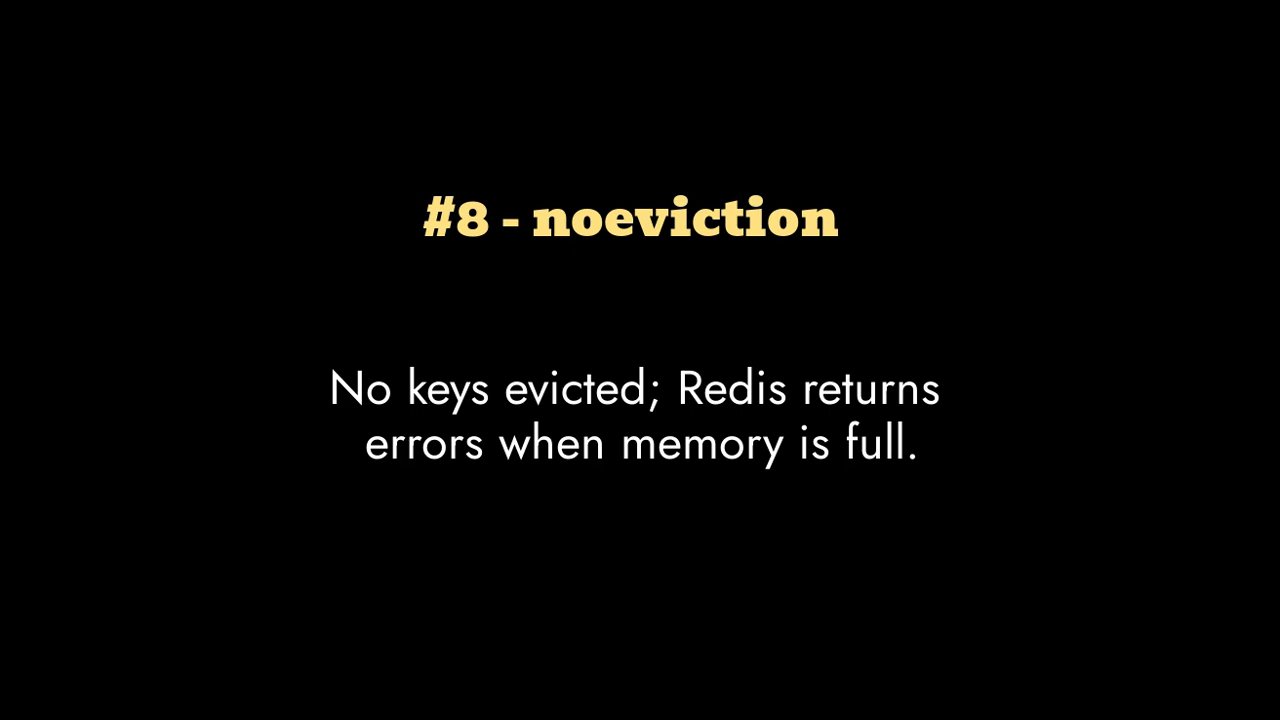 #8 - noeviction
No keys evicted; Redis returns
errors when memory is full.